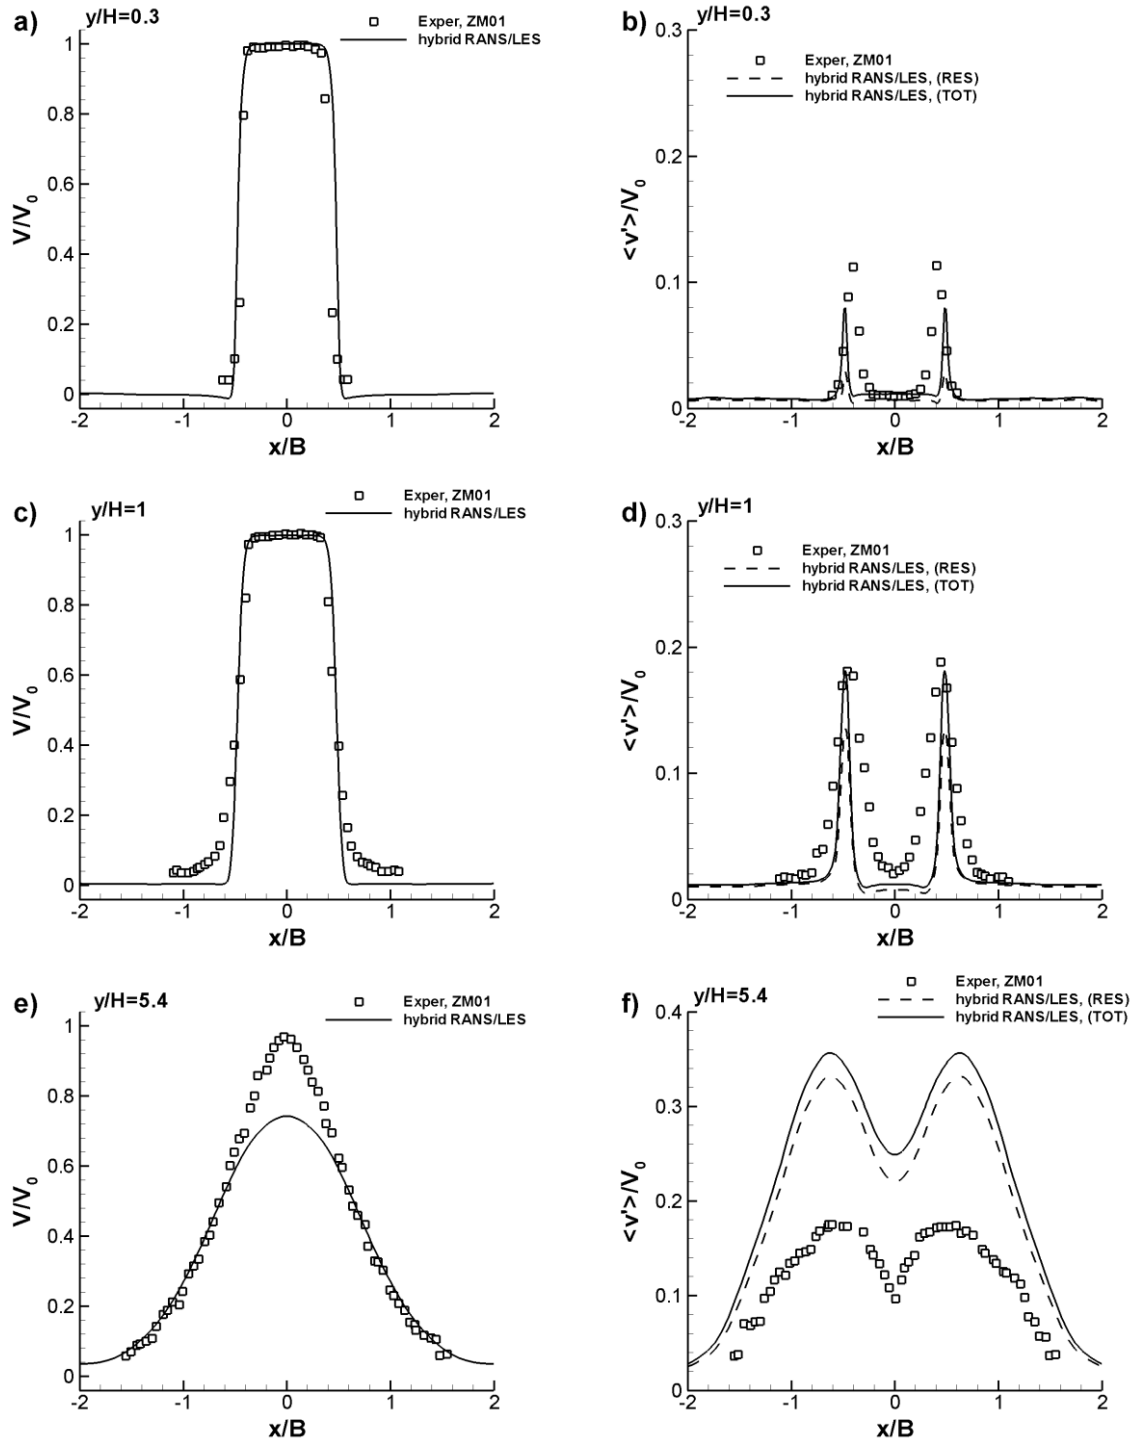 a)
y/H=0.3
Exper, ZM01
hybrid RANS/LES
1
0.8
0.6
0.4
0.2
0
V/V0
-2 -1 0 1 2
x/B
b)
y/H=0.3
0.3
Exper, ZM01
hybrid RANS/LES, (RES)
hybrid RANS/LES, (TOT)
0.2
0.1
0
<v'>/V0
-2 -1 0 1 2
x/B
c)
y/H=1
Exper, ZM01
hybrid RANS/LES
1
0.8
0.6
0.4
0.2
0
V/V0
-2 -1 0 1 2
x/B
d)
y/H=1
0.3
Exper, ZM01
hybrid RANS/LES, (RES)
hybrid RANS/LES, (TOT)
0.2
0.1
0
<v'>/V0
-2 -1 0 1 2
x/B
e)
y/H=5.4
Exper, ZM01
hybrid RANS/LES
1
0.8
0.6
0.4
0.2
0
V/V0
-2 -1 0 1 2
x/B
f)
y/H=5.4
Exper, ZM01
hybrid RANS/LES, (RES)
hybrid RANS/LES, (TOT)
0.4
0.3
0.2
0.1
0
<v'>/V0
-2 -1 0 1 2
x/B